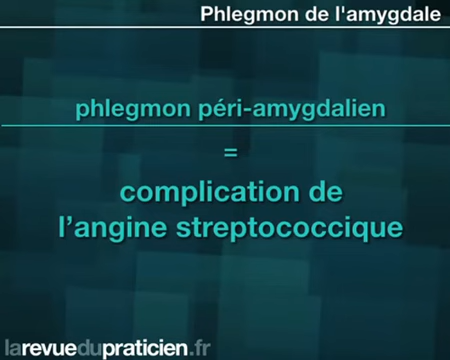 Phlegmon de l'amygdale
phlegmon péri-amygdalien
=
complication de
l’angine streptococcique
larevuedupraticien.fr